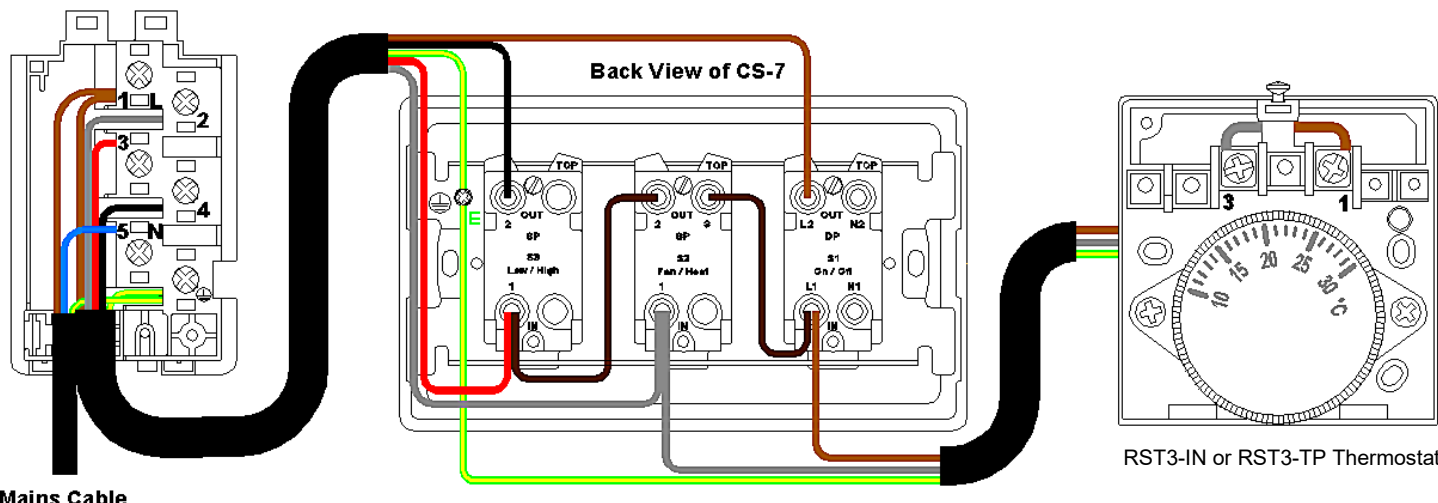 Back View of CS-7
1 L
2
3
4
5 N
Mains Cable
E
TOP
2 OUT
SP
S3
Low / High
1
IN
TOP
2 OUT 3
SP
S2
Fan / Heat
1
IN
TOP
L2 OUT N2
DP
S1
On / Off
L1 N1
IN
3 1
10 15 20 25 30 °C
RST3-IN or RST3-TP Thermostat